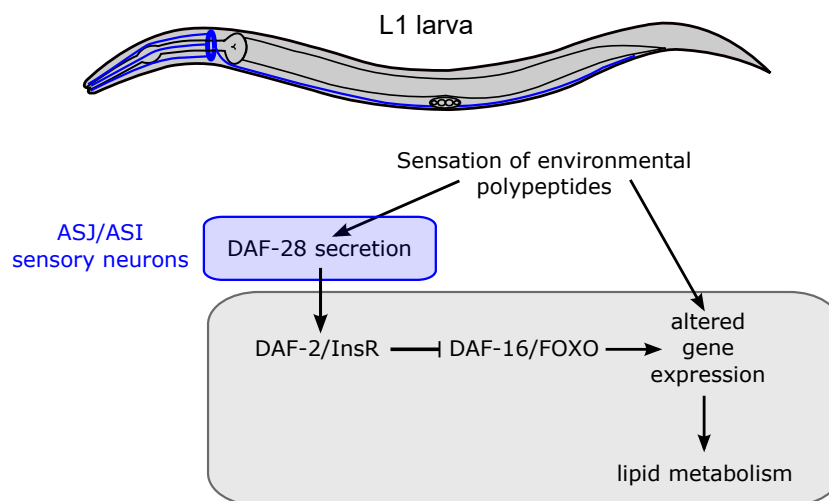 L1 larva
Sensation of environmental
polypeptides
ASJ/ASI
sensory neurons
DAF-28 secretion
DAF-2/InsR
DAF-16/FOXO
altered
gene
expression
lipid metabolism